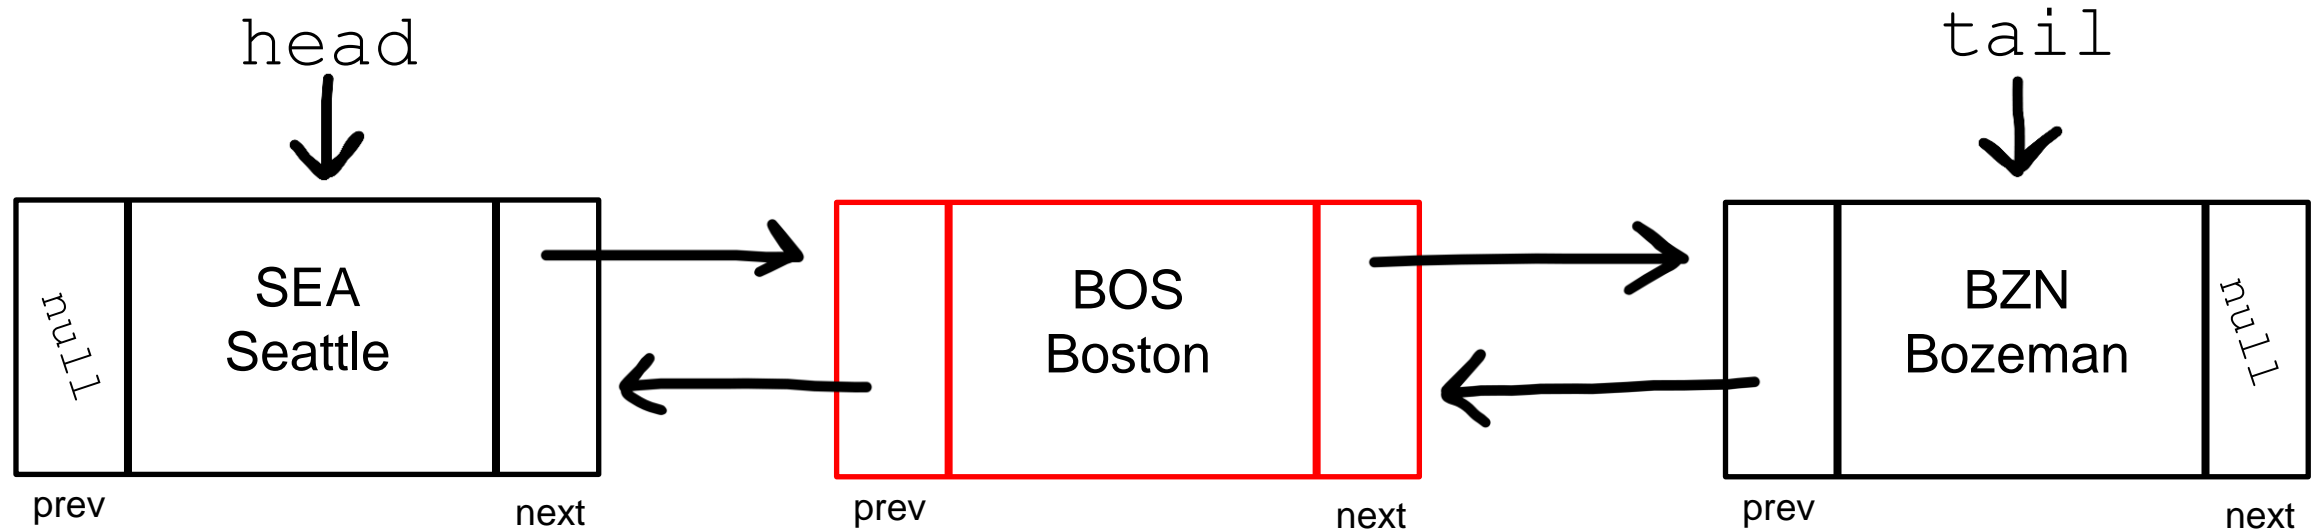 head
tail
null
SEA
Seattle
BOS
Boston
BZN
Bozeman
null
prev
next
prev
next
prev
next